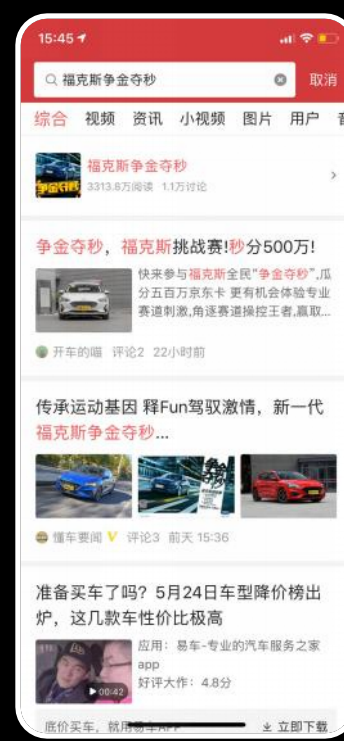 15:45
福克斯争金夺秒
取消
综合 视频 资讯 小视频 图片 用户
福克斯争金夺秒
3313.8万阅读 1.1万讨论
争金夺秒
争金夺秒，福克斯挑战赛!秒分500万!
快来参与福克斯全民"争金夺秒",瓜
分五百万京东卡 更有机会体验专业
赛道刺激,角逐赛道操控王者,赢取...
开车的喵 评论2 22小时前
传承运动基因 释Fun驾驭激情，新一代
福克斯争金夺秒...
懂车要闻 V 评论3 前天 15:36
准备买车了吗？5月24日车型降价榜出
炉，这几款车性价比极高
应用：易车-专业的汽车服务之家
app
好评大作：4.8分
00:42
底价买车，就用易车APP
立即下载